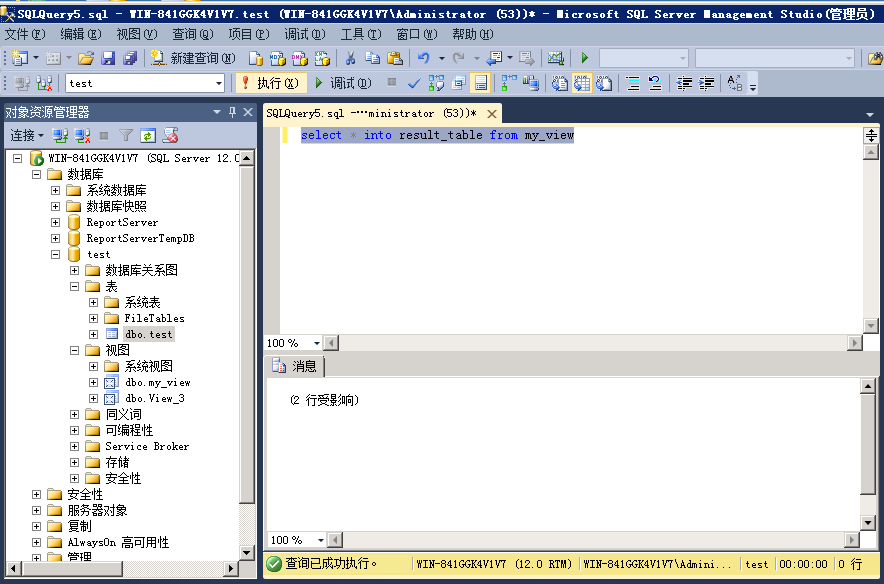 SQLQuery5.sql - WIN-841GGK4V1V7.test (WIN-841GGK4V1V7\Administrator (53))* - Microsoft SQL Server Management Studio(管理员)
文件(F) 编辑(E) 视图(V) 查询(Q) 项目(P) 调试(D) 工具(T) 窗口(W) 帮助(H)
新建查询(N)
test 执行(X) 调试(D)
对象资源管理器
连接
WIN-841GGK4V1V7 (SQL Server 12.0
数据库
系统数据库
数据库快照
ReportServer
ReportServerTempDB
test
数据库关系图
表
系统表
FileTables
dbo.test
视图
系统视图
dbo.my_view
dbo.View_3
同义词
可编程性
Service Broker
存储
安全性
安全性
服务器对象
复制
AlwaysOn 高可用性
管理
SQLQuery5.sql -...ministrator (53))*
select * into result_table from my_view
100 %
消息
(2 行受影响)
100 %
查询已成功执行。 WIN-841GGK4V1V7 (12.0 RTM) WIN-841GGK4V1V7\Admini... test 00:00:00 0 行